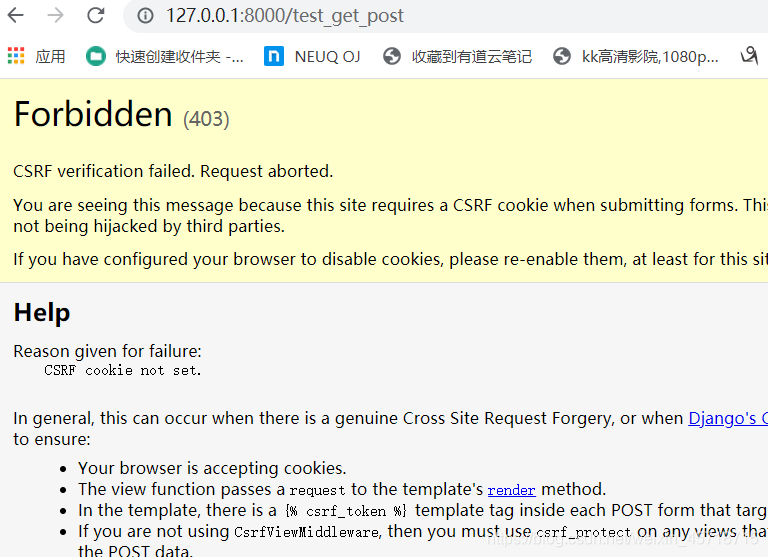 127.0.0.1:8000/test_get_post
应用 快速创建收件夹 -... NEUQ OJ 收藏到有道云笔记 kk高清影院,1080p...
Forbidden (403)
CSRF verification failed. Request aborted.
You are seeing this message because this site requires a CSRF cookie when submitting forms. This
not being hijacked by third parties.
If you have configured your browser to disable cookies, please re-enable them, at least for this sit
Help
Reason given for failure:
CSRF cookie not set.
In general, this can occur when there is a genuine Cross Site Request Forgery, or when Django's C
to ensure:
• Your browser is accepting cookies.
• The view function passes a request to the template's render method.
• In the template, there is a {% csrf_token %} template tag inside each POST form that targ
• If you are not using CsrfViewMiddleware, then you must use csrf_protect on any views tha
the POST data.